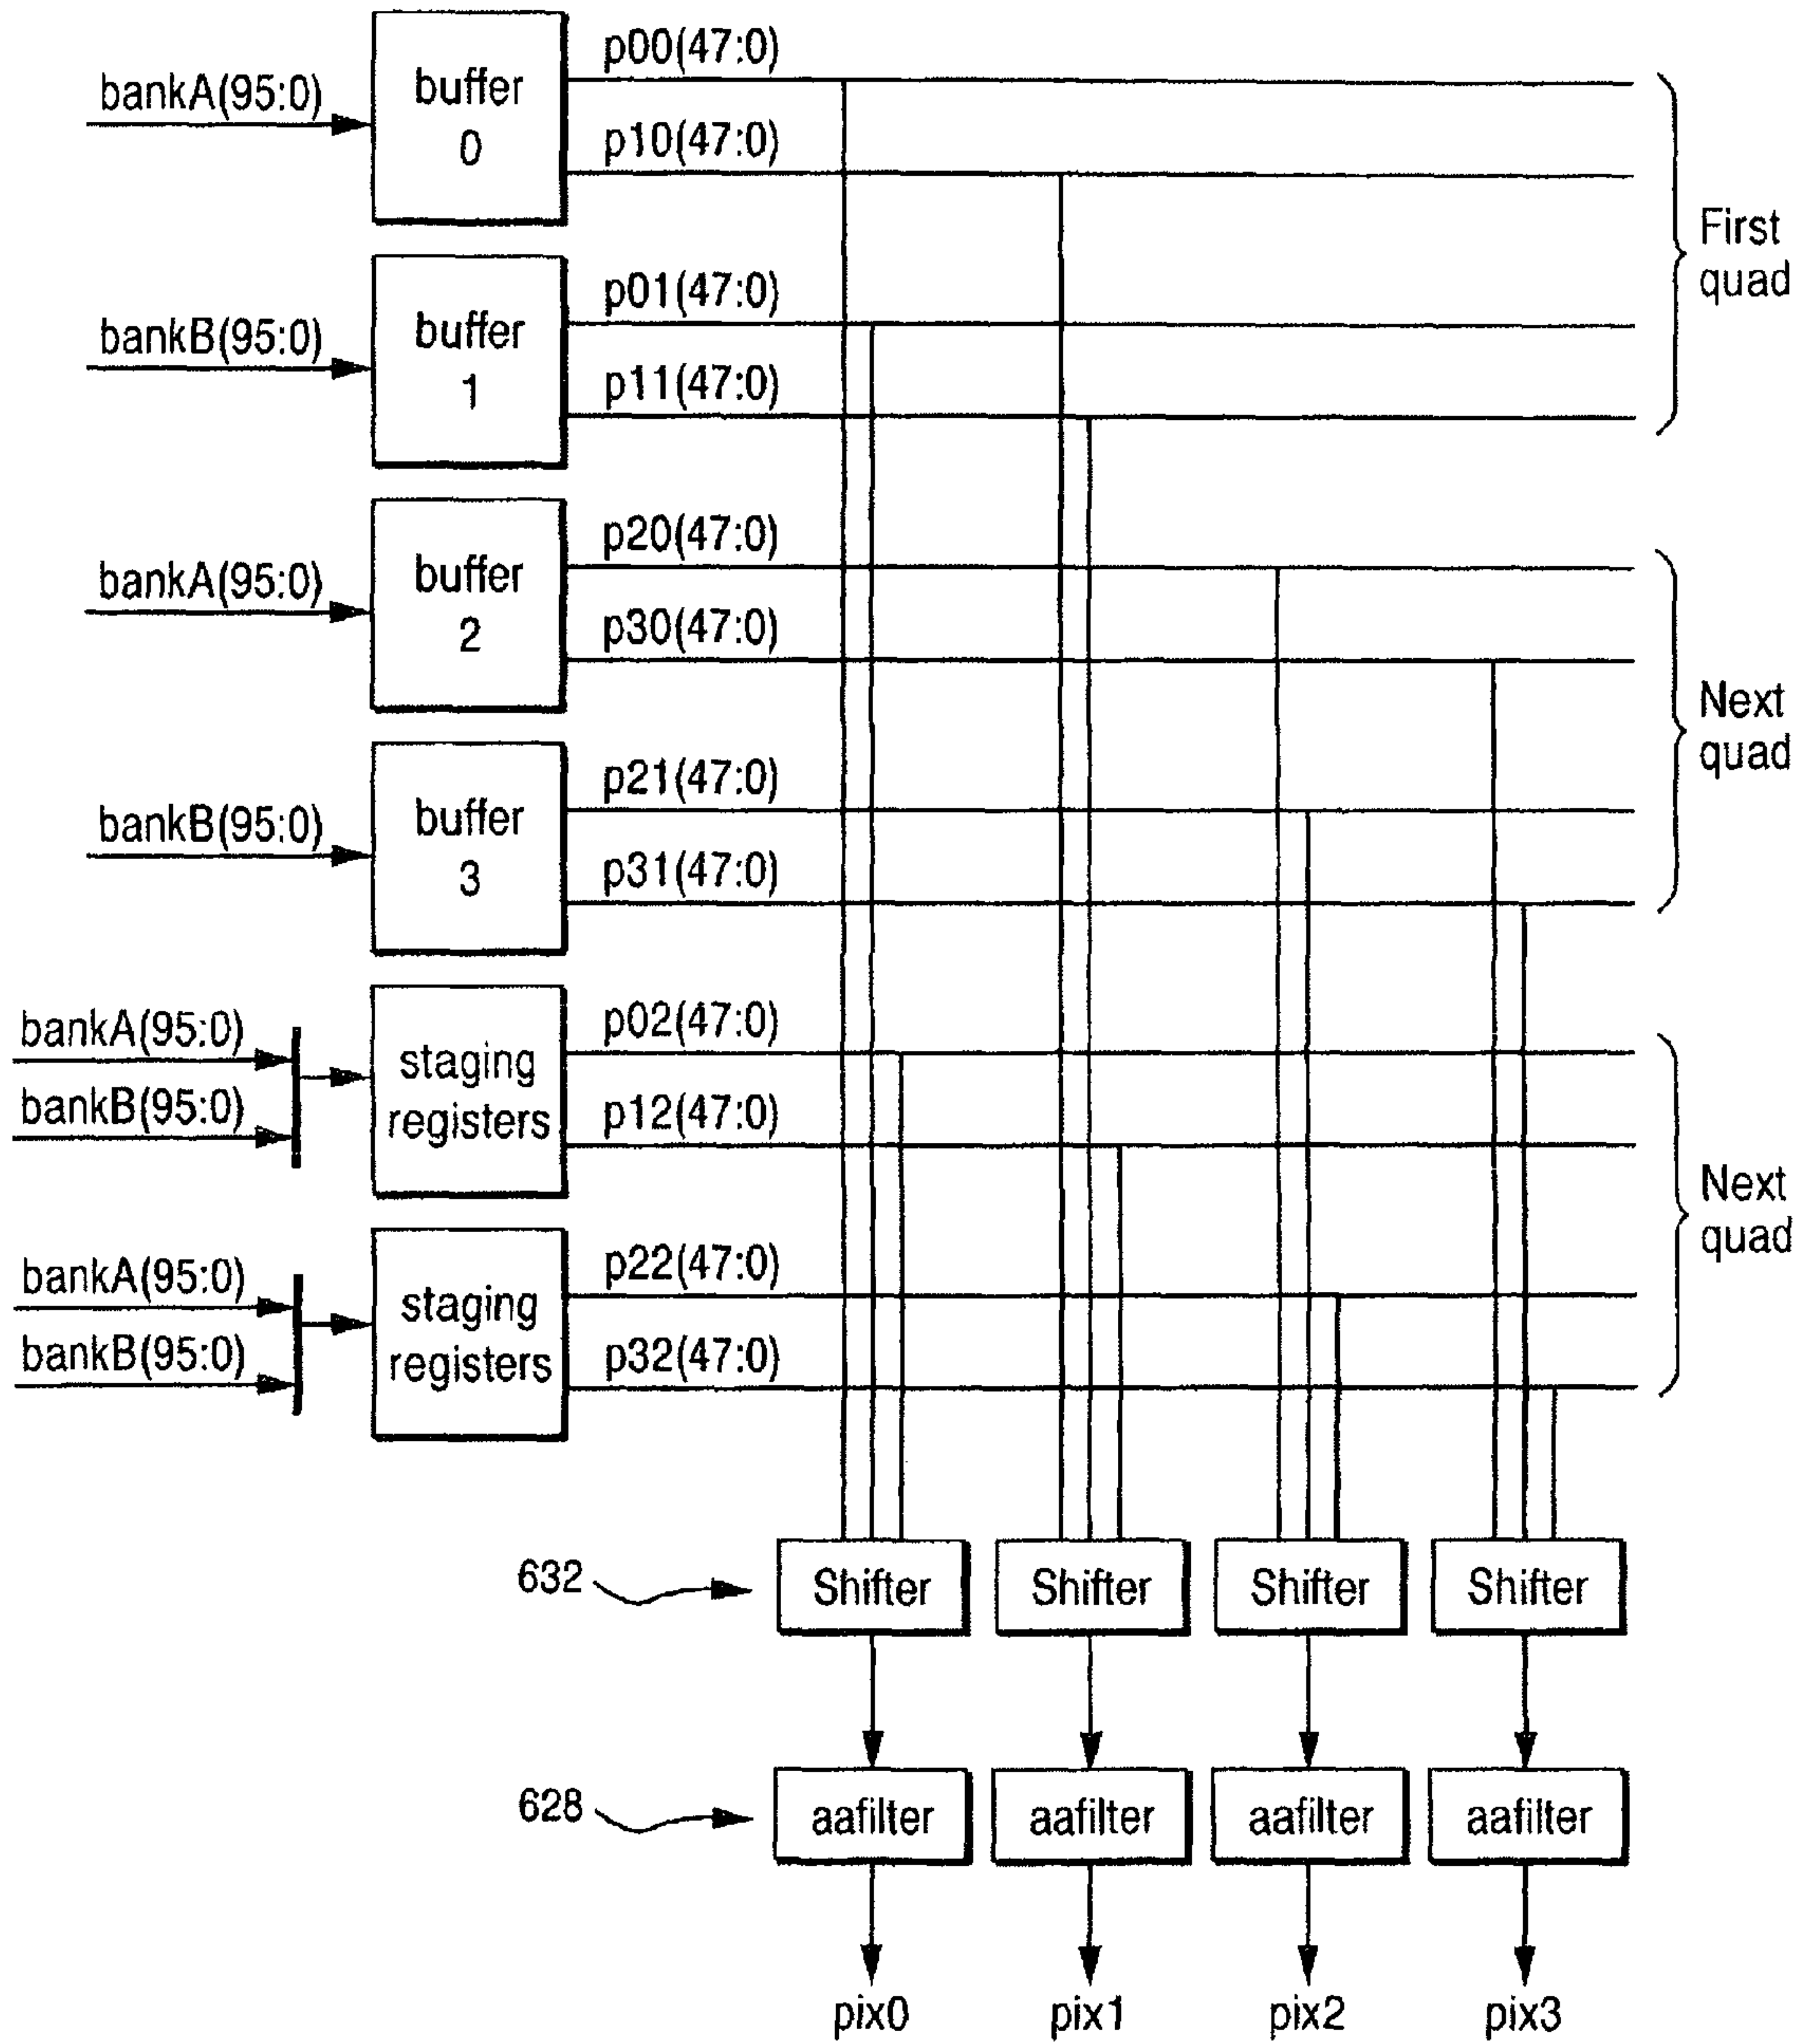 p00(47:0)
bankA(95:0)
buffer
0
p10(47:0)
First
quad
p01(47:0)
bankB(95:0)
buffer
1
p11(47:0)
p20(47:0)
bankA(95:0)
buffer
2
p30(47:0)
Next
quad
p21(47:0)
bankB(95:0)
buffer
3
p31(47:0)
p02(47:0)
bankA(95:0)
bankB(95:0)
staging
registers
p12(47:0)
Next
quad
p22(47:0)
bankA(95:0)
bankB(95:0)
staging
registers
p32(47:0)
632
Shifter
Shifter
Shifter
Shifter
628
aafilter
aafilter
aafilter
aafilter
pix0
pix1
pix2
pix3